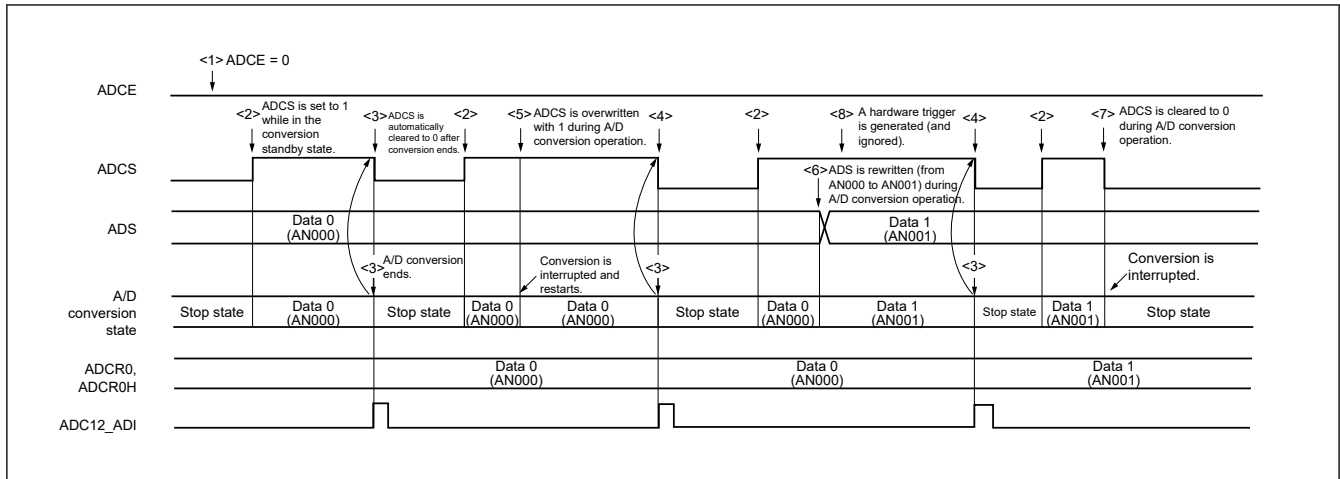 <1> ADCE = 0
ADCE
<2> ADCS is set to 1
while in the
conversion
standby state.
<3> ADCS is
automatically
cleared to 0 after
conversion ends.
<2>
<5> ADCS is overwritten
with 1 during A/D
conversion operation.
<4>
<2>
<8> A hardware trigger
is generated (and
ignored).
<4>
<2>
<7> ADCS is cleared to 0
during A/D conversion
operation.
ADCS
<6> ADS is rewritten (from
AN000 to AN001) during
A/D conversion operation.
ADS
Data 0
(AN000)
Data 1
(AN001)
<3> A/D conversion
ends.
Conversion is
interrupted and
restarts.
<3>
<3>
Conversion is
interrupted.
A/D
conversion
state
Stop state
Data 0
(AN000)
Stop state
Data 0
(AN000)
Data 0
(AN000)
Stop state
Data 0
(AN000)
Data 1
(AN001)
Stop state
Data 1
(AN001)
Stop state
ADCR0,
ADCR0H
Data 0
(AN000)
Data 0
(AN000)
Data 1
(AN001)
ADC12_ADI